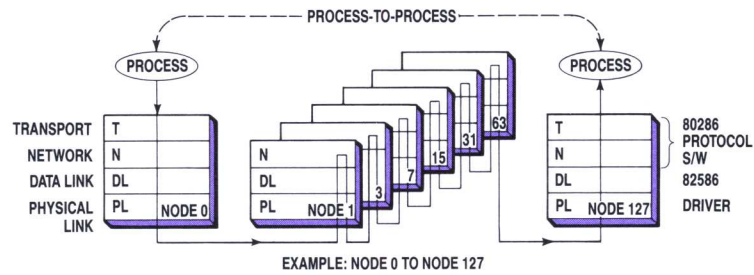 PROCESS-TO-PROCESS
PROCESS
PROCESS
TRANSPORT
NETWORK
DATA LINK
PHYSICAL
LINK
T
N
DL
PL
NODE 0
N
DL
PL
NODE 1
3
7
15
31
63
T
N
DL
PL
NODE 127
80286
PROTOCOL
S/W
82586
DRIVER
EXAMPLE: NODE 0 TO NODE 127